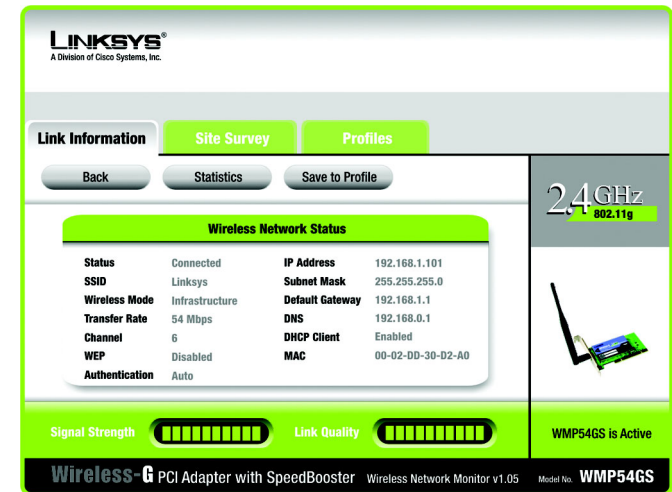 LINKSYS®
A Division of Cisco Systems, Inc.
Link Information Site Survey Profiles
Back Statistics Save to Profile
2.4GHz
802.11g
Wireless Network Status
Status Connected IP Address 192.168.1.101
SSID Linksys Subnet Mask 255.255.255.0
Wireless Mode Infrastructure Default Gateway 192.168.1.1
Transfer Rate 54 Mbps DNS 192.168.0.1
Channel 6 DHCP Client Enabled
WEP Disabled MAC 00-02-DD-30-D2-A0
Authentication Auto
Signal Strength Link Quality WMP54GS is Active
Wireless-G PCI Adapter with SpeedBooster Wireless Network Monitor v1.05 Model No. WMP54GS